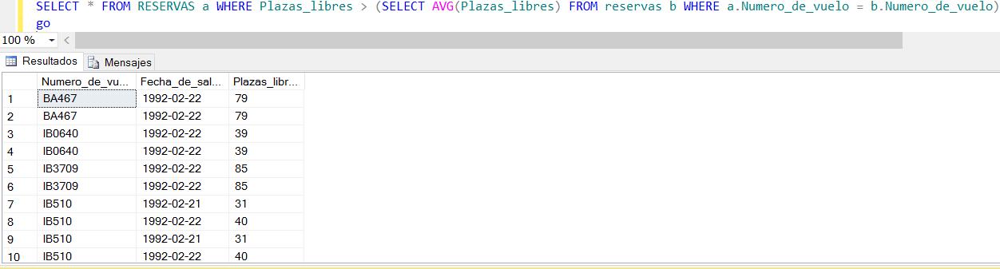 SELECT * FROM RESERVAS a WHERE Plazas_libres > (SELECT AVG(Plazas_libres) FROM reservas b WHERE a.Numero_de_vuelo = b.Numero_de_vuelo)
go
100 %
Resultados Mensajes
Numero_de_vu... Fecha_de_sal... Plazas_libr...
1 BA467 1992-02-22 79
2 BA467 1992-02-22 79
3 IB0640 1992-02-22 39
4 IB0640 1992-02-22 39
5 IB3709 1992-02-22 85
6 IB3709 1992-02-22 85
7 IB510 1992-02-21 31
8 IB510 1992-02-22 40
9 IB510 1992-02-21 31
10 IB510 1992-02-22 40